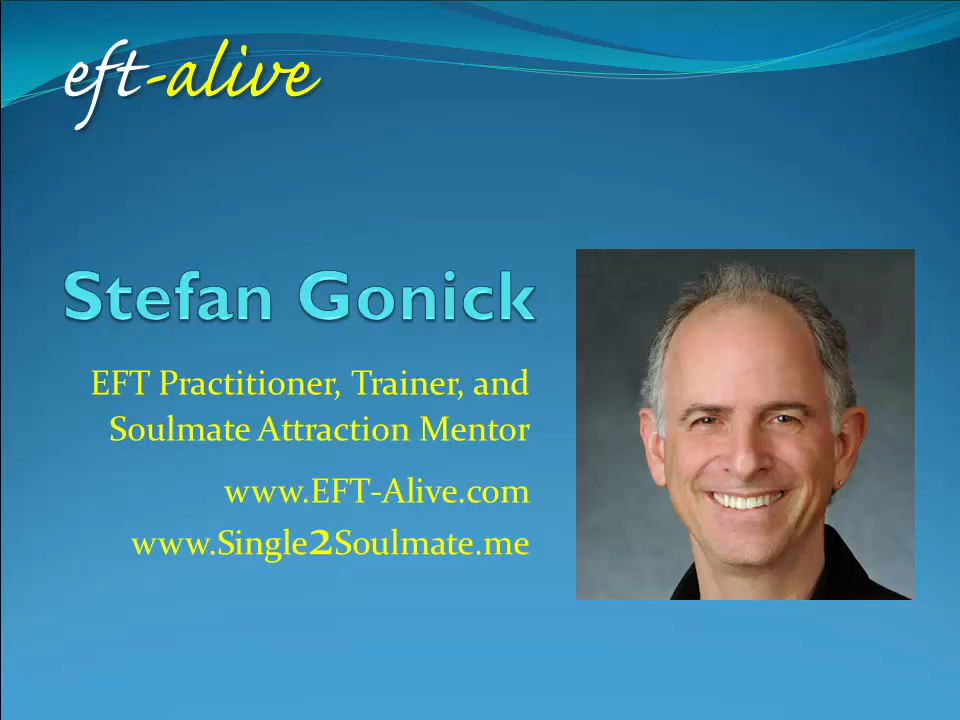 eft-alive
Stefan Gonick
EFT Practitioner, Trainer, and
Soulmate Attraction Mentor
www.EFT-Alive.com
www.Single2Soulmate.me